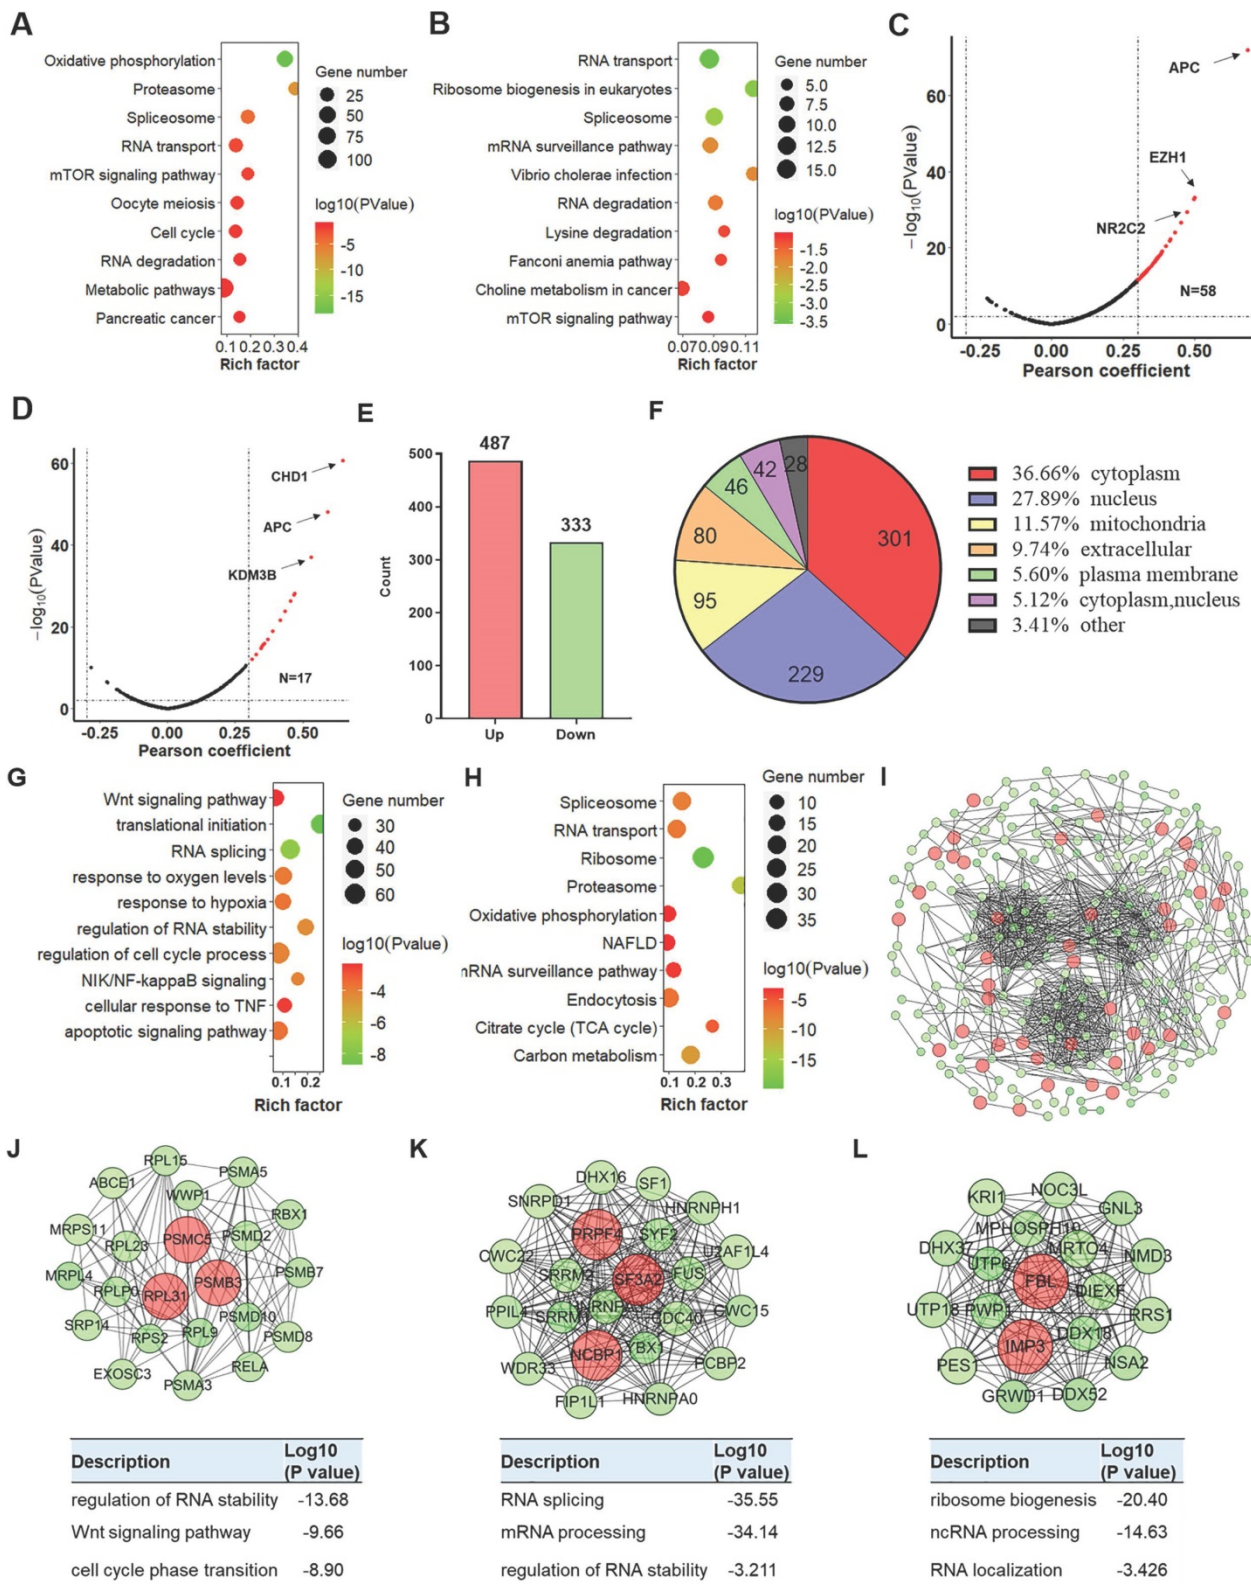 A
Oxidative phosphorylation
Proteasome
Spliceosome
RNA transport
mTOR signaling pathway
Oocyte meiosis
Cell cycle
RNA degradation
Metabolic pathways
Pancreatic cancer
0.1 0.2 0.3 0.4
Rich factor
Gene number
25
50
75
100
log10(PValue)
-5
-10
-15
B
RNA transport
Ribosome biogenesis in eukaryotes
Spliceosome
mRNA surveillance pathway
Vibrio cholerae infection
RNA degradation
Lysine degradation
Fanconi anemia pathway
Choline metabolism in cancer
mTOR signaling pathway
0.07 0.09 0.11
Rich factor
Gene number
5.0
7.5
10.0
12.5
15.0
log10(PValue)
-1.5
-2.0
-2.5
-3.0
-3.5
C
−log10(PValue)
60
40
20
0
APC
EZH1
NR2C2
N=58
-0.25 0.00 0.25 0.50
Pearson coefficient
D
−log10(PValue)
60
40
20
0
CHD1
APC
KDM3B
N=17
-0.25 0.00 0.25 0.50
Pearson coefficient
E
Count
500
400
300
200
100
0
487
333
Up Down
F
301
229
95
80
46
42
28
36.66% cytoplasm
27.89% nucleus
11.57% mitochondria
9.74% extracellular
5.60% plasma membrane
5.12% cytoplasm,nucleus
3.41% other
G
Wnt signaling pathway
translational initiation
RNA splicing
response to oxygen levels
response to hypoxia
regulation of RNA stability
regulation of cell cycle process
NIK/NF-kappaB signaling
cellular response to TNF
apoptotic signaling pathway
0.1 0.2
Rich factor
Gene number
30
40
50
60
log10(Pvalue)
-4
-6
-8
H
Spliceosome
RNA transport
Ribosome
Proteasome
Oxidative phosphorylation
NAFLD
mRNA surveillance pathway
Endocytosis
Citrate cycle (TCA cycle)
Carbon metabolism
0.1 0.2 0.3
Rich factor
Gene number
10
15
20
25
30
35
log10(Pvalue)
-5
-10
-15
I
J
RPL15
PSMA5
ABCE1
WWP1
RBX1
MRPS11
PSMC5
PSMD2
RPL23
MRPL4
RPLP0
RPL31
PSMB3
PSMB7
PSMD10
SRP14
RPS2
RPL9
PSMD8
EXOSC3
PSMA3
RELA
Description Log10 (P value)
regulation of RNA stability -13.68
Wnt signaling pathway -9.66
cell cycle phase transition -8.90
K
DHX16
SF1
SNRPD1
HNRNPH1
PRPF4
SYF2
U2AF1L4
CWC22
SRRM2
SF3A2
FUS
PPIL4
SRRM1
CDC40
CWC15
WDR33
NCBP1
YBX1
PCBP2
FIP1L1
HNRNPA0
Description Log10 (P value)
RNA splicing -35.55
mRNA processing -34.14
regulation of RNA stability -3.211
L
KRI1
NOC3L
GNL3
MPHOSPH10
DHX37
UTP6
MRTO4
NMD3
FBL
DIEXF
UTP18
PWP1
RRS1
DDX18
PES1
IMP3
NSA2
GRWD1
DDX52
Description Log10 (P value)
ribosome biogenesis -20.40
ncRNA processing -14.63
RNA localization -3.426